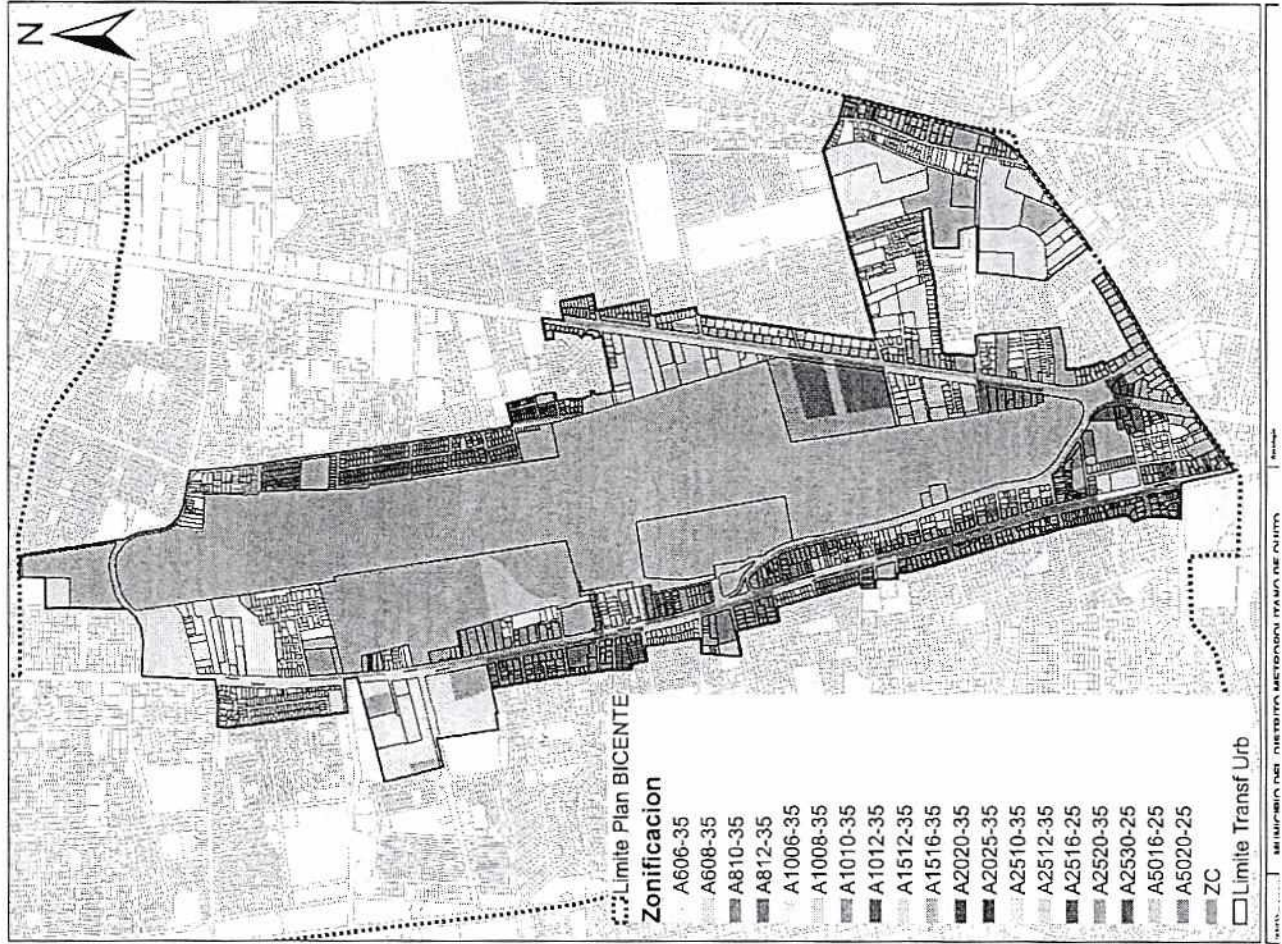 N
Limite Plan BICENTE
Zonificacion
A606-35
A608-35
A810-35
A812-35
A1006-35
A1008-35
A1010-35
A1012-35
A1512-35
A1516-35
A2020-35
A2025-35
A2510-35
A2512-35
A2516-25
A2520-35
A2530-25
A5016-25
A5020-25
ZC
Limite Transf Urb
MUNICIPIO DEL DISTRITO METROPOLITANO DE QUITO